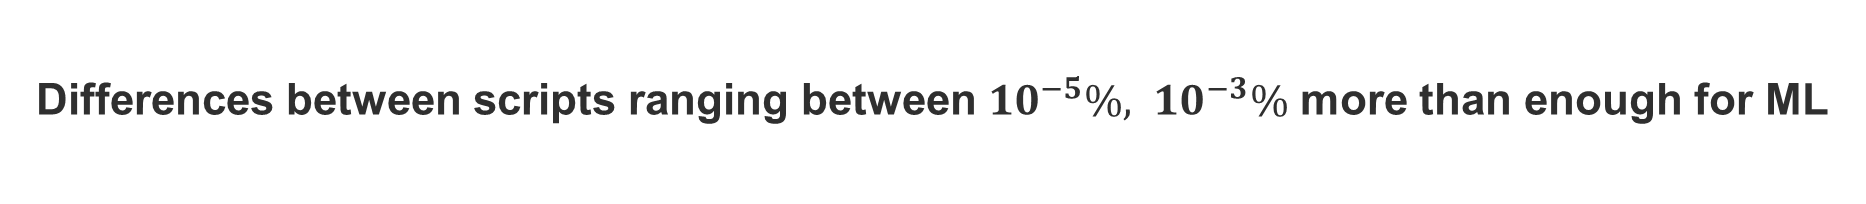 Differences between scripts ranging between 10⁻⁵%, 10⁻³% more than enough for ML